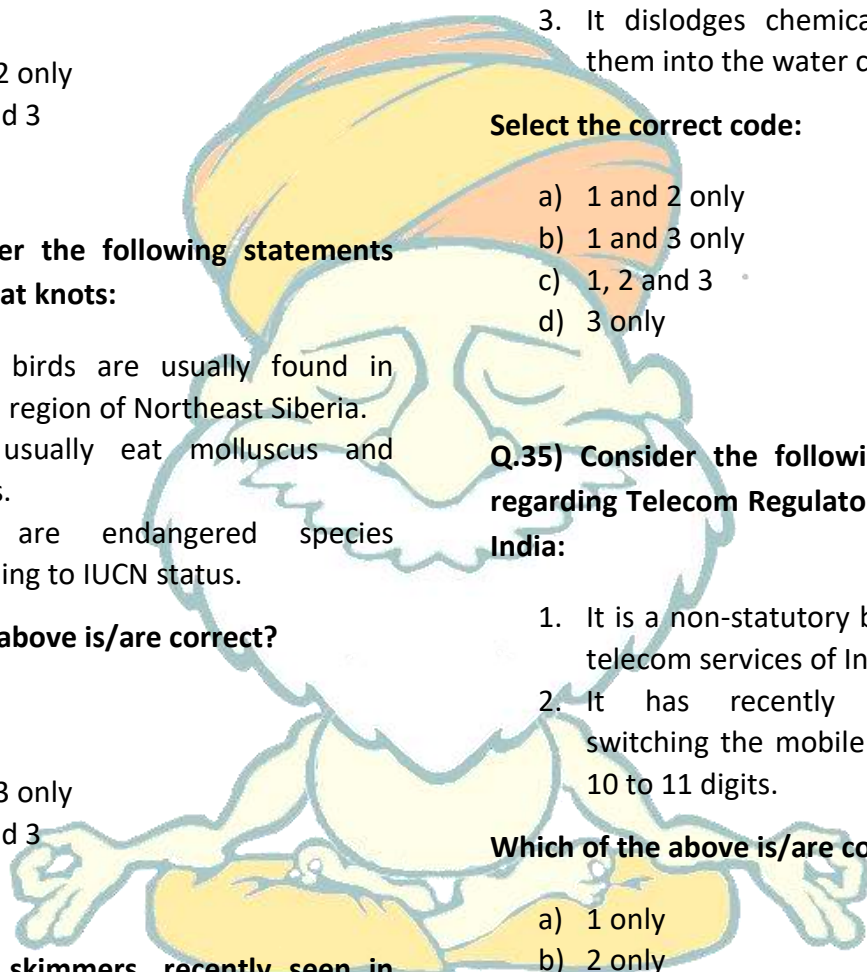 2 only
d 3
er the following statements
at knots:
birds are usually found in
region of Northeast Siberia.
usually eat molluscus and
s.
are endangered species
ing to IUCN status.
above is/are correct?
3 only
d 3
skimmers, recently seen in
3. It dislodges chemica
them into the water c
Select the correct code:
a) 1 and 2 only
b) 1 and 3 only
c) 1, 2 and 3
d) 3 only
Q.35) Consider the followi
regarding Telecom Regulato
India:
1. It is a non-statutory b
telecom services of In
2. It has recently
switching the mobile
10 to 11 digits.
Which of the above is/are co
a) 1 only
b) 2 only